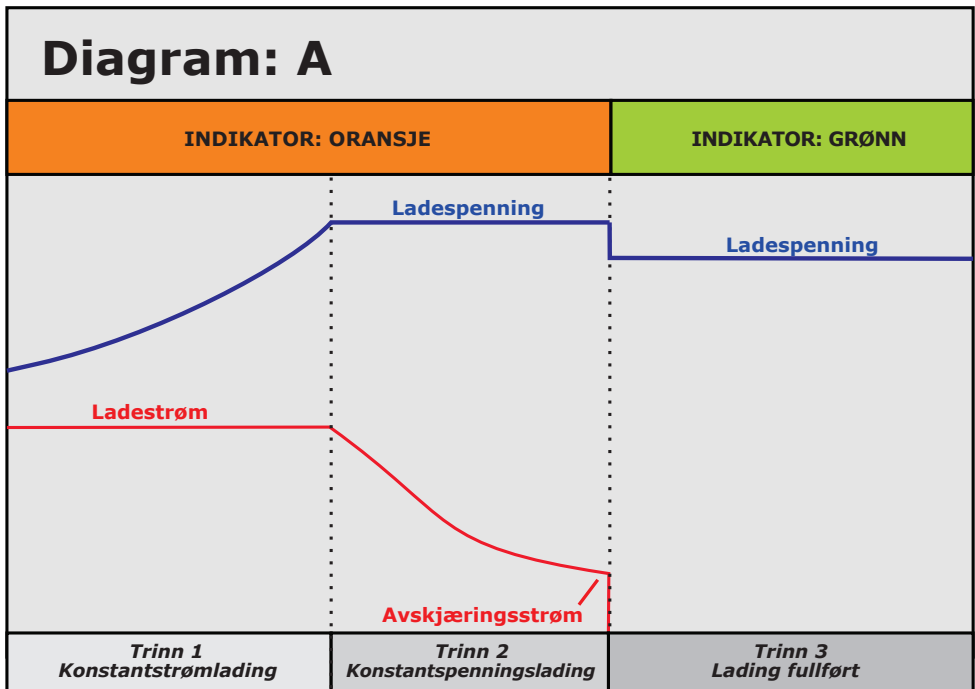 Diagram: A
INDIKATOR: ORANSJE
INDIKATOR: GRØNN
Ladespenning
Ladespenning
Ladestrøm
Avskjæringsstrøm
Trinn 1
Konstantstrømlading
Trinn 2
Konstantspenningslading
Trinn 3
Lading fullført